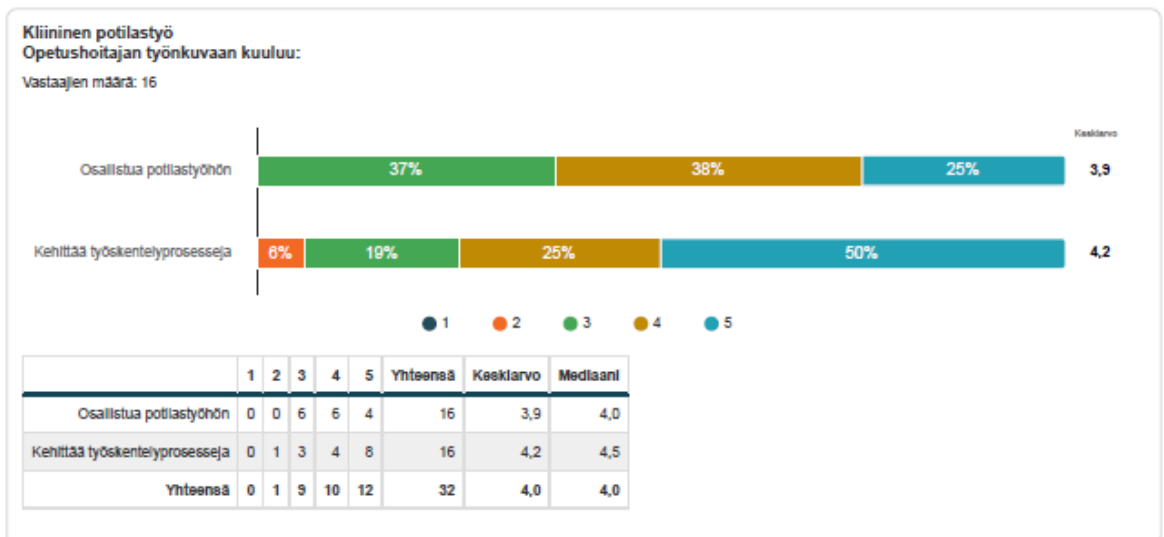 Kliininen potilastyö
Opetushoitajan työnkuvaan kuuluu:
Vastaajien määrä: 16
Keskiarvo
Osallistua potilastyöhön 37% 38% 25% 3,9
Kehittää työskentelyprosesseja 6% 19% 25% 50% 4,2
1 2 3 4 5
1 2 3 4 5 Yhteensä Keskiarvo Mediaani
Osallistua potilastyöhön 0 0 6 6 4 16 3,9 4,0
Kehittää työskentelyprosesseja 0 1 3 4 8 16 4,2 4,5
Yhteensä 0 1 9 10 12 32 4,0 4,0